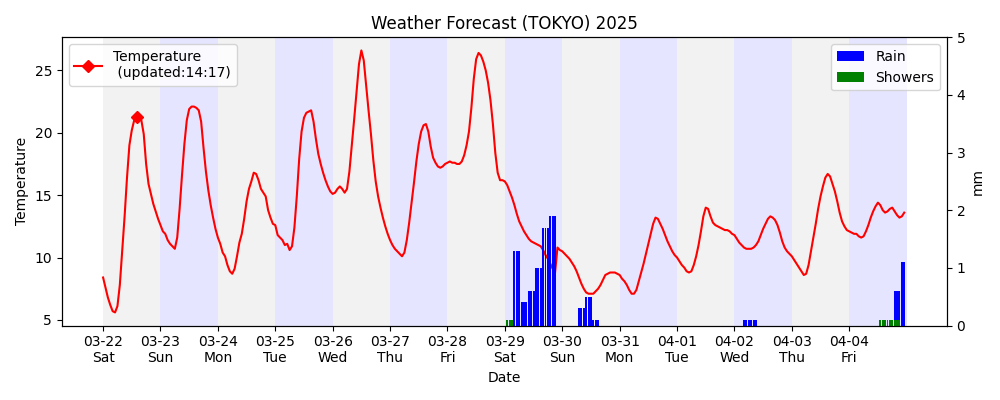 Weather Forecast (TOKYO) 2025
Temperature
(updated:14:17)
Rain
Showers
Temperature
25
20
15
10
5
5
4
3
2
1
0
mm
03-22 03-23 03-24 03-25 03-26 03-27 03-28 03-29 03-30 03-31 04-01 04-02 04-03 04-04
Sat Sun Mon Tue Wed Thu Fri Sat Sun Mon Tue Wed Thu Fri
Date